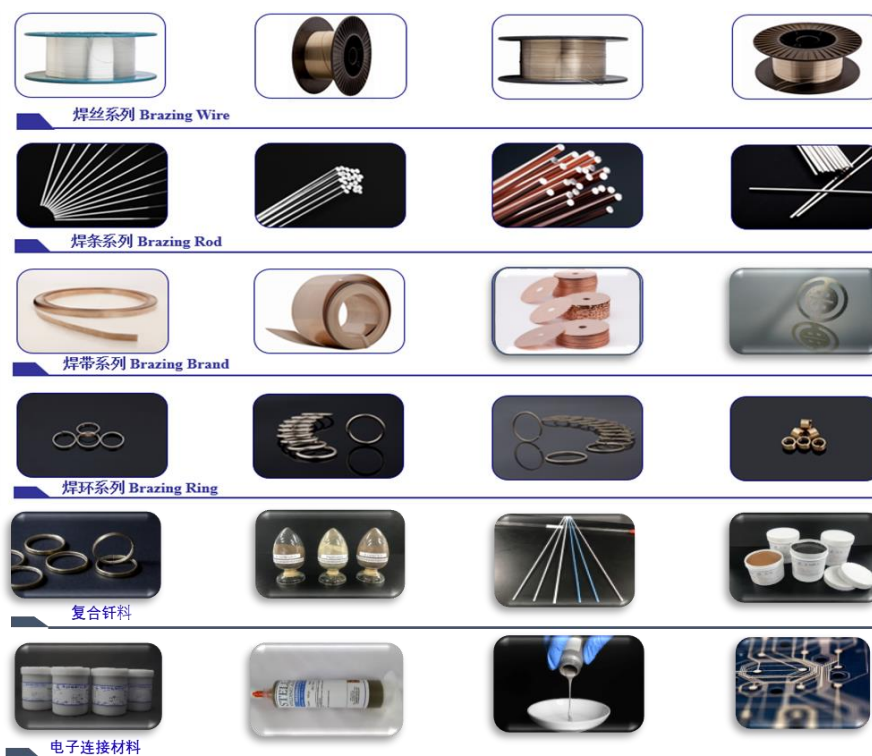 焊丝系列 Brazing Wire
焊条系列 Brazing Rod
焊带系列 Brazing Brand
焊环系列 Brazing Ring
复合钎料
STELL
电子连接材料